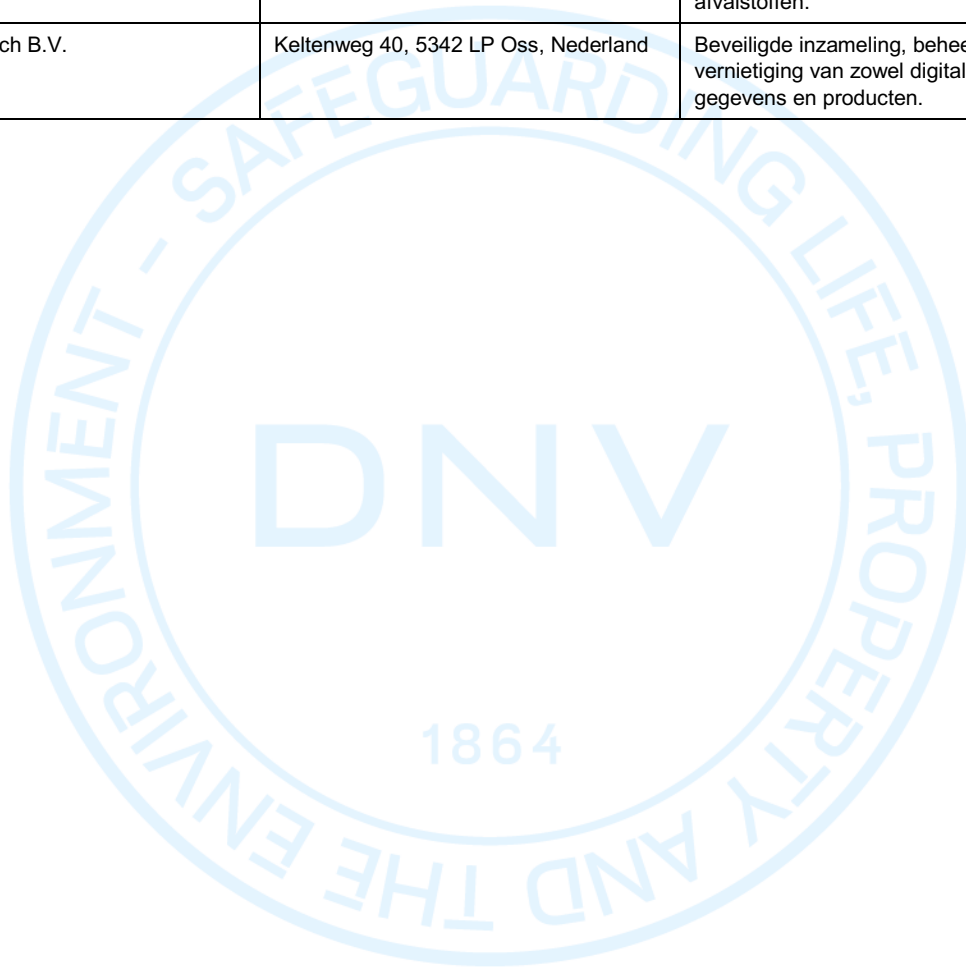 afvalstoffen.
ch B.V.
Keltenweg 40, 5342 LP Oss, Nederland
Beveiligde inzameling, behee
vernietiging van zowel digital
gegevens en producten.
SAFEGUARDING LIFE, PROPERTY AND THE ENVIRONMENT -
DNV
1864